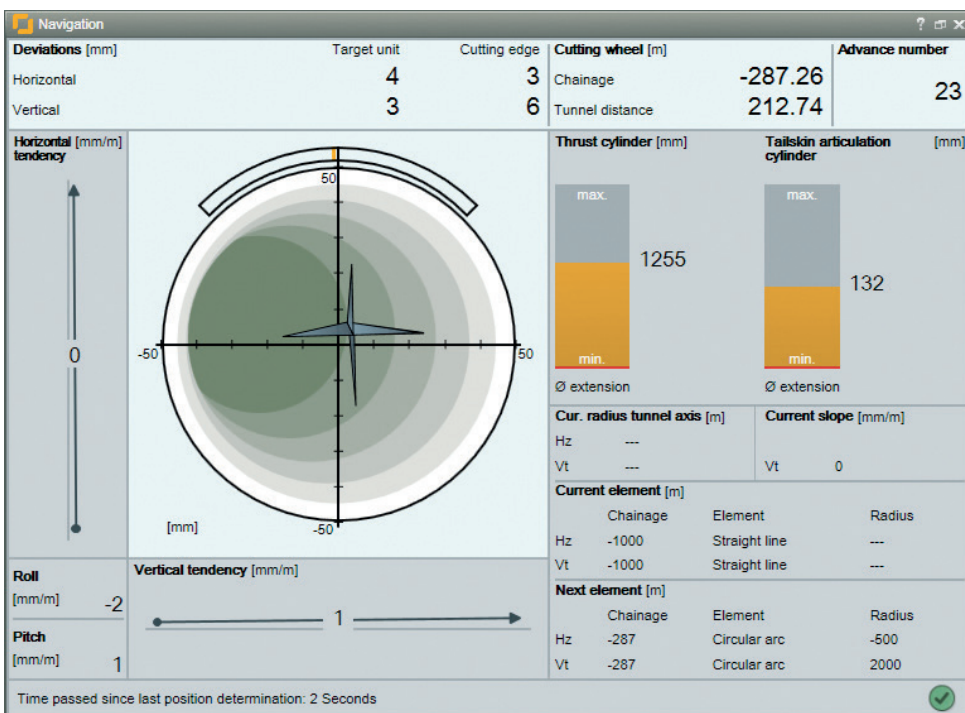 Navigation ?
Deviations [mm] Target unit Cutting edge
Horizontal 4 3
Vertical 3 6
Cutting wheel [m]
Chainage -287.26
Tunnel distance 212.74
Advance number
23
Horizontal [mm/m]
tendency
0
50
-50 50
-50
[mm]
Thrust cylinder [mm]
max.
1255
min.
Ø extension
Tailskin articulation [mm]
cylinder
max.
132
min.
Ø extension
Cur. radius tunnel axis [m]
Hz ---
Vt ---
Current slope [mm/m]
Vt 0
Current element [m]
Chainage Element Radius
Hz -1000 Straight line ---
Vt -1000 Straight line ---
Next element [m]
Chainage Element Radius
Hz -287 Circular arc -500
Vt -287 Circular arc 2000
Roll
[mm/m] -2
Pitch
[mm/m] 1
Vertical tendency [mm/m]
1
Time passed since last position determination: 2 Seconds